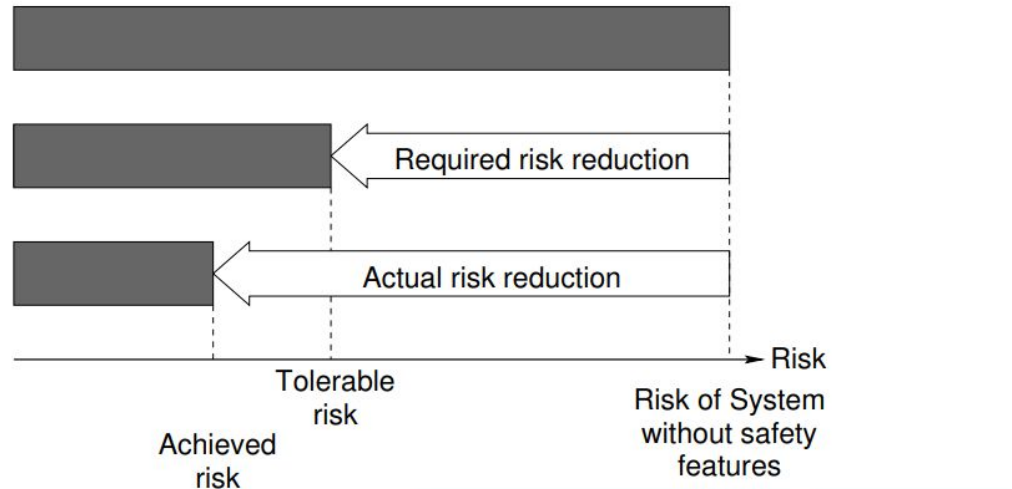 Required risk reduction
Actual risk reduction
Risk
Tolerable
risk
Risk of System
without safety
features
Achieved
risk